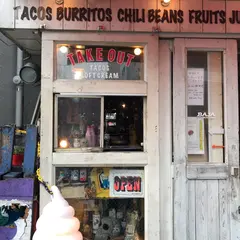 TACOS BURRITOS CHILI BEANS FRUITS JU
TAKE OUT
TACOS
SOFTCREAM
BAJA
OPEN